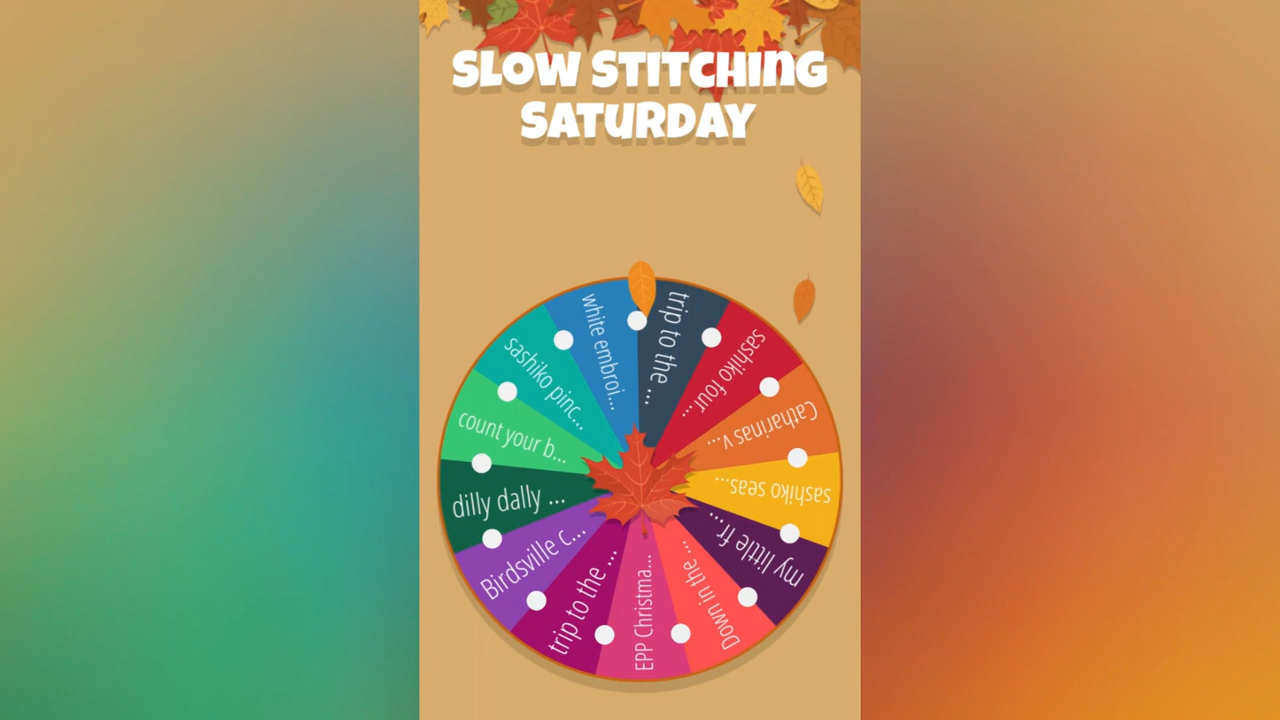 SLOW STITCHING
SATURDAY
trip to the ...
sashiko four...
Catharinas v...
sashiko seas...
my little fr...
Down in the...
EPP Christma...
trip to the ...
Birdsville c...
dilly dally ...
count your b...
sashiko pinc...
white embroi...